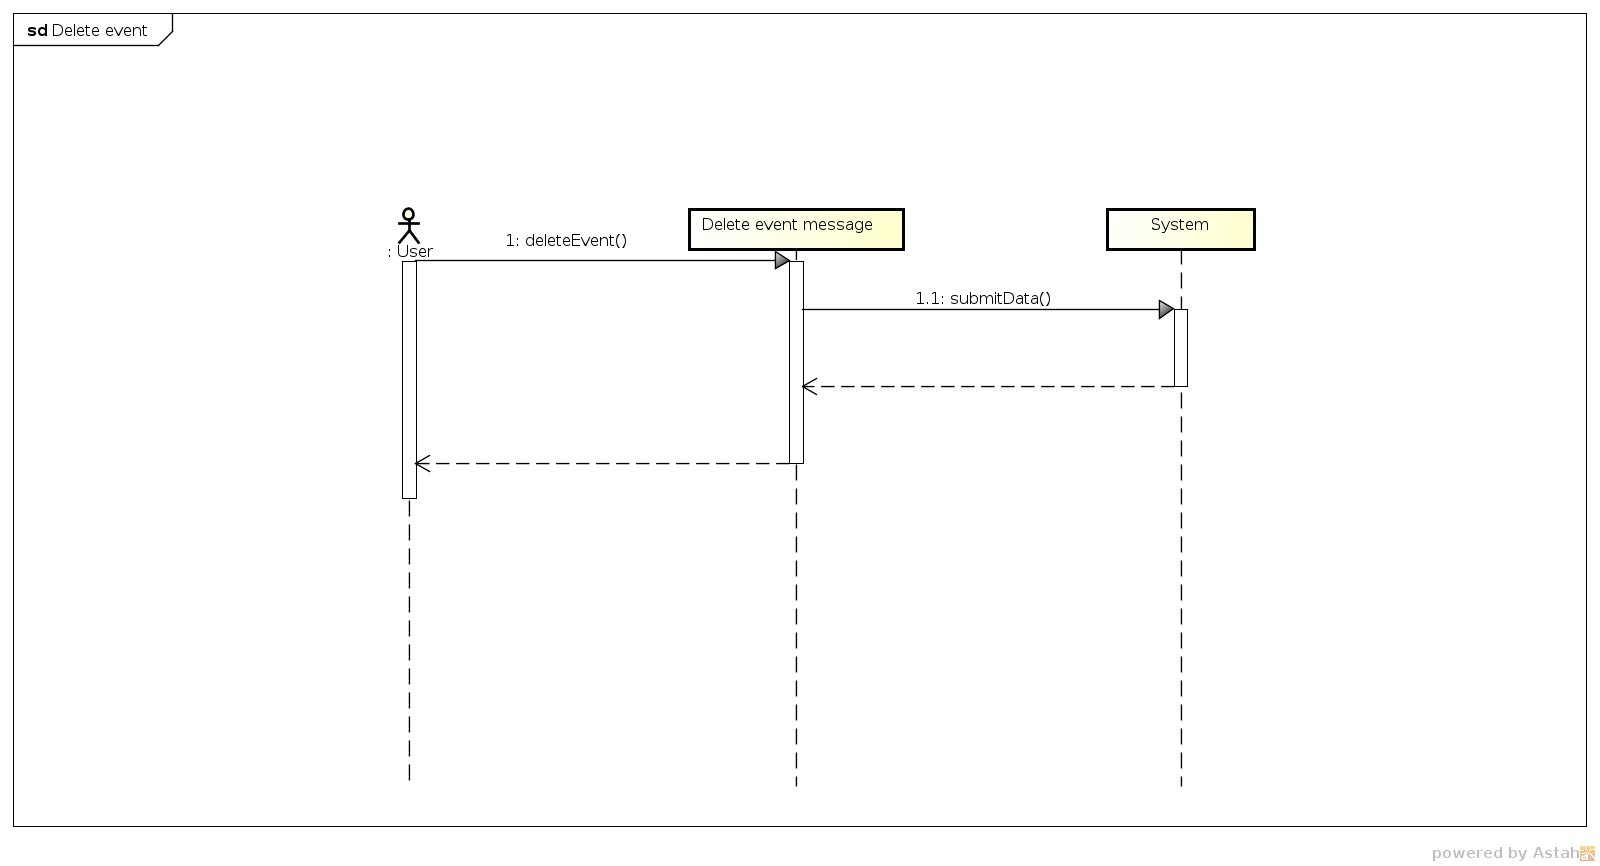 sd Delete event
: User
1: deleteEvent()
Delete event message
System
1.1: submitData()
powered by Astah